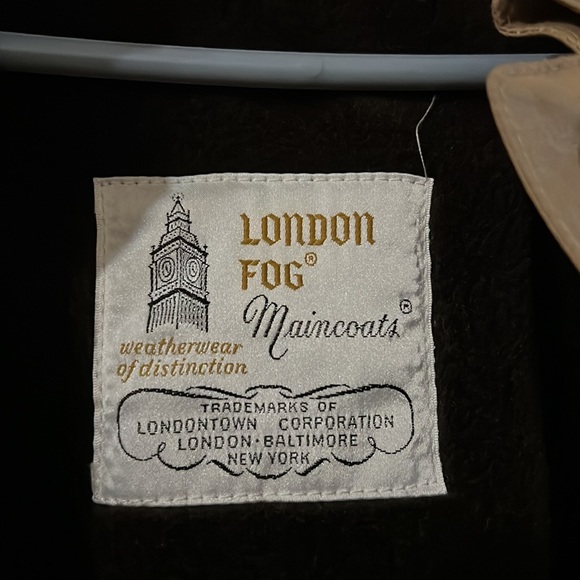 LONDON
FOG®
Maincoats®
weatherwear
of distinction
TRADEMARKS OF
LONDONTOWN CORPORATION
LONDON·BALTIMORE
NEW YORK